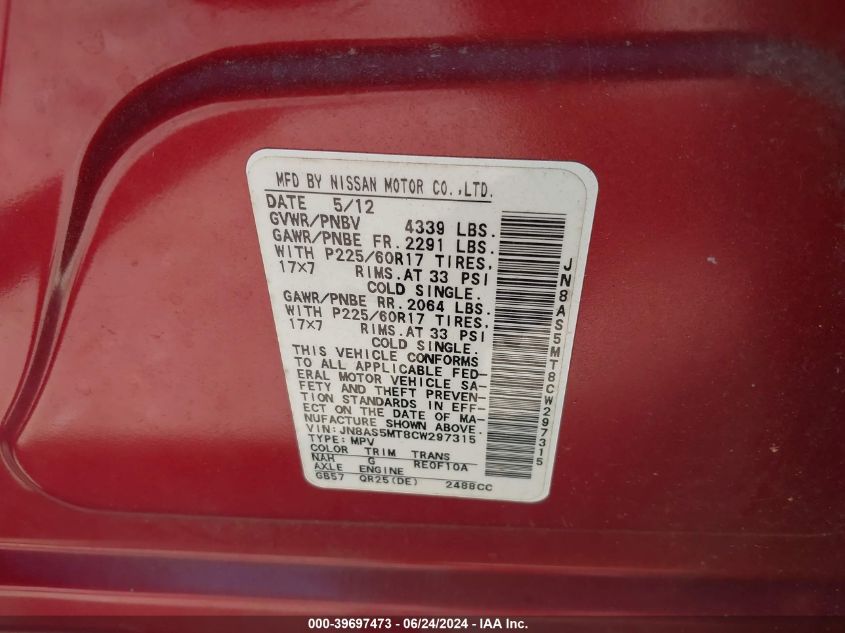 MFD BY NISSAN MOTOR CO.,LTD.
DATE 5/12
GVWR/PNBV 4339 LBS.
GAWR/PNBE FR. 2291 LBS.
WITH P225/60R17 TIRES,
17×7 RIMS.AT 33 PSI
COLD SINGLE.
GAWR/PNBE RR. 2064 LBS.
WITH P225/60R17 TIRES,
17×7 RIMS.AT 33 PSI
COLD SINGLE.
THIS VEHICLE CONFORMS
TO ALL APPLICABLE FED-
ERAL MOTOR VEHICLE SA-
FETY AND THEFT PREVEN-
TION STANDARDS IN EFF-
ECT ON THE DATE OF MA-
NUFACTURE SHOWN ABOVE.
VIN: JN8AS5MT8CW297315
TYPE: MPV
COLOR TRIM TRANS
NAH G RE0F10A
AXLE ENGINE
GB57 QR25(DE) 2488CC
JN8AS5MT8CW297315
000-39697473 - 06/24/2024 - © IAA Inc.